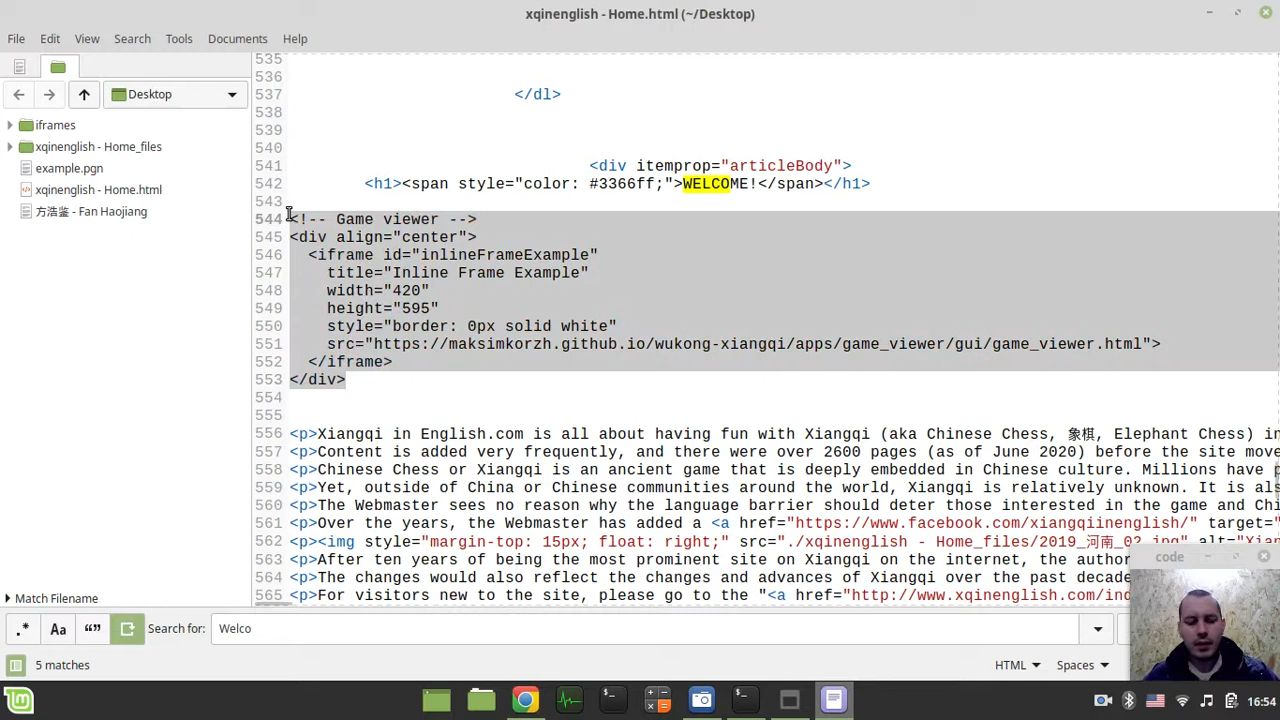 xqinenglish - Home.html (~/Desktop)
File Edit View Search Tools Documents Help
Desktop
iframes
xqinenglish - Home_files
example.pgn
xqinenglish - Home.html
方浩鉴 - Fan Haojiang
Match Filename
535
536
537 </dl>
538
539
540
541 <div itemprop="articleBody">
542 <h1><span style="color: #3366ff;">WELCOME!</span></h1>
543
544 <!-- Game viewer -->
545 <div align="center">
546 <iframe id="inlineFrameExample"
547 title="Inline Frame Example"
548 width="420"
549 height="595"
550 style="border: 0px solid white"
551 src="https://maksimkorzh.github.io/wukong-xiangqi/apps/game_viewer/gui/game_viewer.html">
552 </iframe>
553 </div>
554
555
556 <p>Xiangqi in English.com is all about having fun with Xiangqi (aka Chinese Chess, 象棋, Elephant Chess) in
557 <p>Content is added very frequently, and there were over 2600 pages (as of June 2020) before the site move
558 <p>Chinese Chess or Xiangqi is an ancient game that is deeply embedded in Chinese culture. Millions have p
559 <p>Yet, outside of China or Chinese communities around the world, Xiangqi is relatively unknown. It is als
560 <p>The Webmaster sees no reason why the language barrier should deter those interested in the game and Chi
561 <p>Over the years, the Webmaster has added a <a href="https://www.facebook.com/xiangqiinenglish/" target="
562 <p><img style="margin-top: 15px; float: right;" src="./xqinenglish - Home_files/2019_河南_02.jpg" alt="Xian
563 <p>After ten years of being the most prominent site on Xiangqi on the internet, the author
564 <p>The changes would also reflect the changes and advances of Xiangqi over the past decade
565 <p>For visitors new to the site, please go to the "<a href="http://www.xqinenglish.com/ind
code
.* Aa “” Search for: Welco
5 matches HTML Spaces
16:54